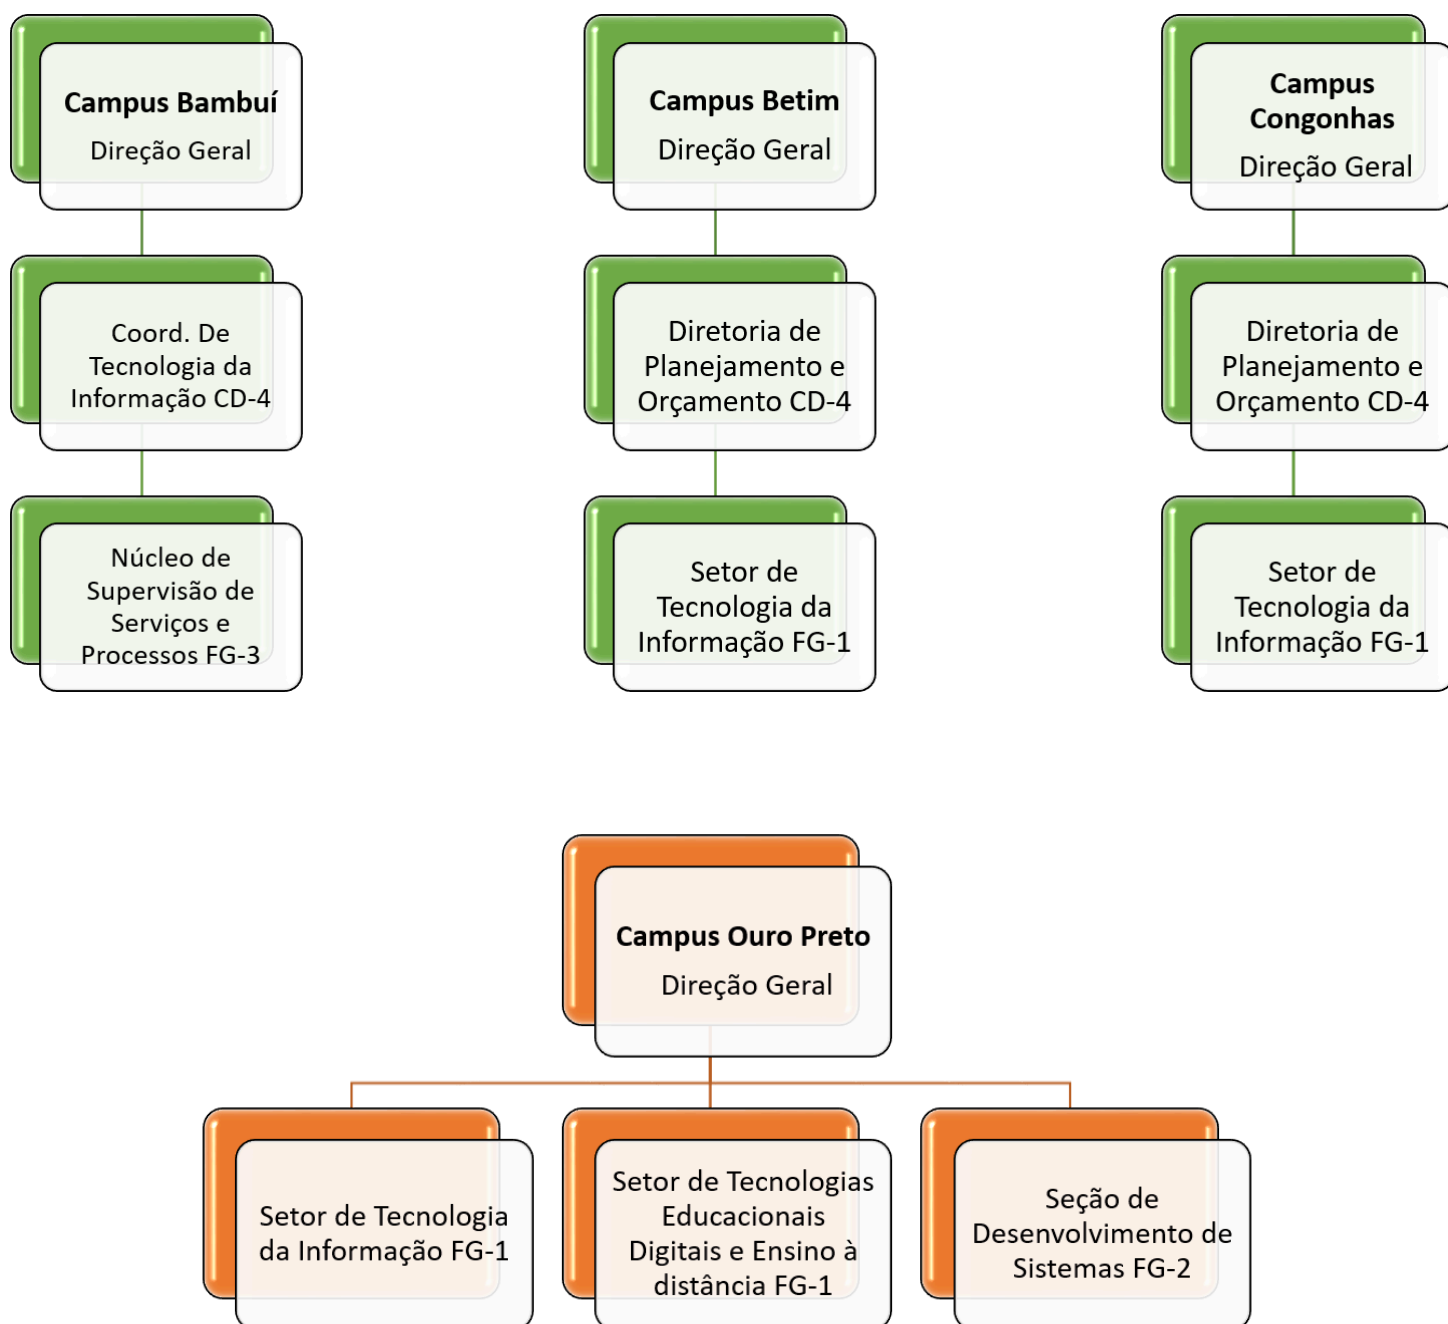 Campus Bambuí
Direção Geral
Coord. De
Tecnologia da
Informação CD-4
Núcleo de
Supervisão de
Serviços e
Processos FG-3
Campus Betim
Direção Geral
Diretoria de
Planejamento e
Orçamento CD-4
Setor de
Tecnologia da
Informação FG-1
Campus
Congonhas
Direção Geral
Diretoria de
Planejamento e
Orçamento CD-4
Setor de
Tecnologia da
Informação FG-1
Campus Ouro Preto
Direção Geral
Setor de Tecnologia
da Informação FG-1
Setor de Tecnologias
Educacionais
Digitais e Ensino à
distância FG-1
Seção de
Desenvolvimento de
Sistemas FG-2